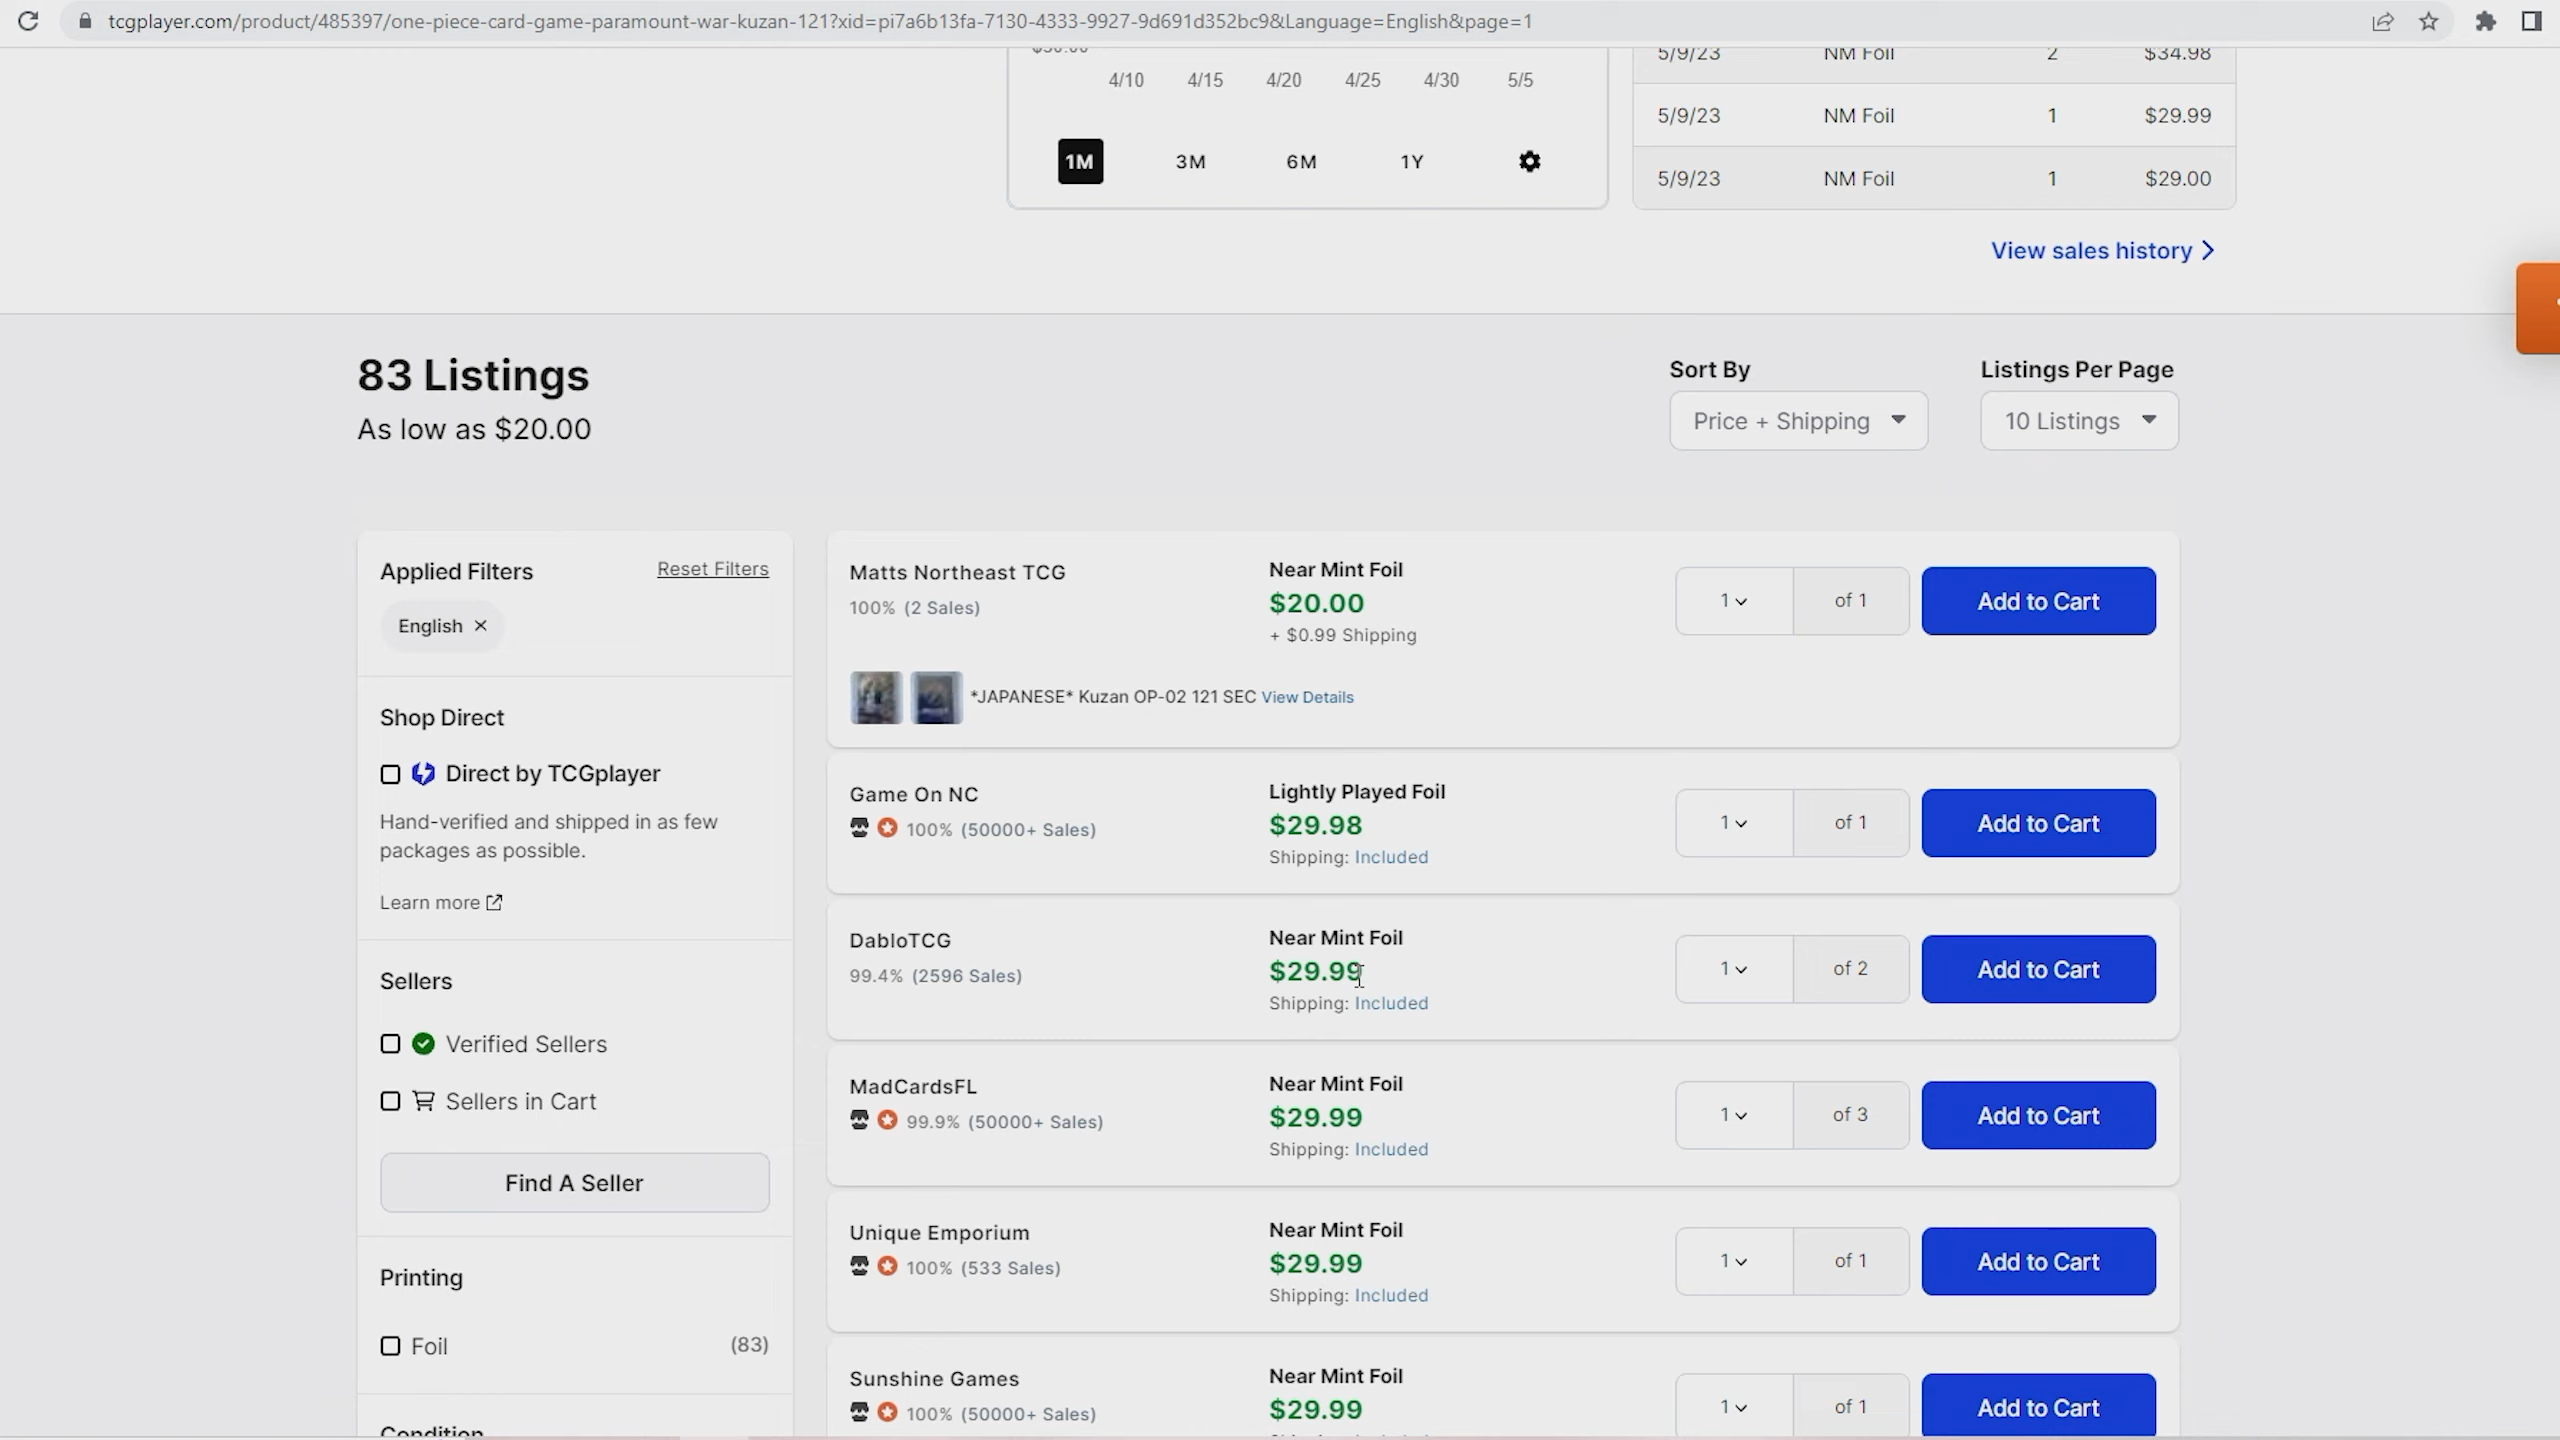 tcgplayer.com/product/485397/one-piece-card-game-paramount-war-kuzan-121?xid=pi7a6b13fa-7130-4333-9927-9d691d352bc9&Language=English&page=1
$30.00
4/10 4/15 4/20 4/25 4/30 5/5
1M 3M 6M 1Y
5/9/23 NM Foil 2 $34.98
5/9/23 NM Foil 1 $29.99
5/9/23 NM Foil 1 $29.00
View sales history
83 Listings
As low as $20.00
Sort By
Price + Shipping
Listings Per Page
10 Listings
Applied Filters Reset Filters
English ×
Shop Direct
Direct by TCGplayer
Hand-verified and shipped in as few
packages as possible.
Learn more
Sellers
Verified Sellers
Sellers in Cart
Find A Seller
Printing
Foil (83)
Condition
Matts Northeast TCG
100% (2 Sales)
Near Mint Foil
$20.00
+ $0.99 Shipping
1 of 1 Add to Cart
*JAPANESE* Kuzan OP-02 121 SEC View Details
Game On NC
100% (50000+ Sales)
Lightly Played Foil
$29.98
Shipping: Included
1 of 1 Add to Cart
DabloTCG
99.4% (2596 Sales)
Near Mint Foil
$29.99
Shipping: Included
1 of 2 Add to Cart
MadCardsFL
99.9% (50000+ Sales)
Near Mint Foil
$29.99
Shipping: Included
1 of 3 Add to Cart
Unique Emporium
100% (533 Sales)
Near Mint Foil
$29.99
Shipping: Included
1 of 1 Add to Cart
Sunshine Games
100% (50000+ Sales)
Near Mint Foil
$29.99
1 of 1 Add to Cart